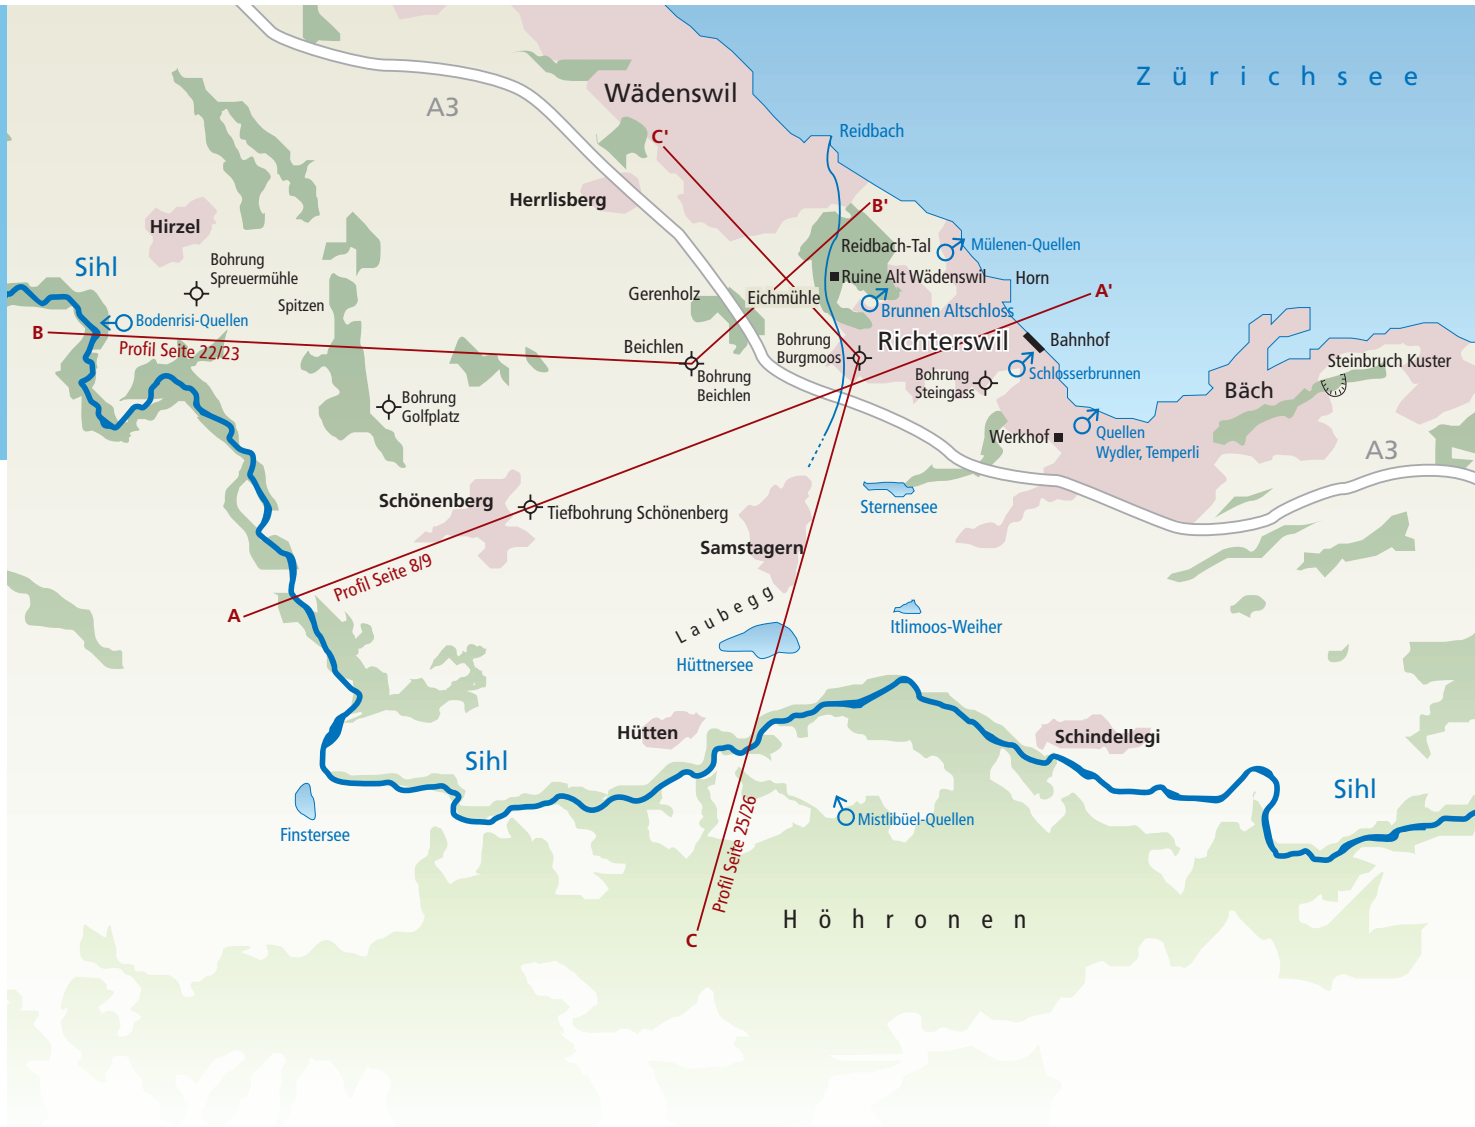 Zürichsee
Wädenswil
A3
C'
Reidbach
Herrlisberg
B'
Hirzel
Reidbach-Tal
Mülenen-Quellen
Sihl
Bohrung
Spreuermühle
Ruine Alt Wädenswil
Horn
Spitzen
Gerenholz
Eichmühle
A'
Brunnen Altschloss
Bodenrisi-Quellen
B
Profil Seite 22/23
Beichlen
Bohrung
Burgmoos
Richterswil
Bahnhof
Steinbruch Kuster
Bohrung
Beichlen
Bohrung
Steingass
Schlosserbrunnen
Bäch
Bohrung
Golfplatz
Werkhof
Quellen
Wydler, Temperli
A3
Schönenberg
Tiefbohrung Schönenberg
Sternensee
Samstagern
Profil Seite 8/9
A
Laubegg
Itlimoos-Weiher
Hüttnersee
Hütten
Schindellegi
Sihl
Sihl
Finstersee
Profil Seite 25/26
Mistlibüel-Quellen
Höhronen
C